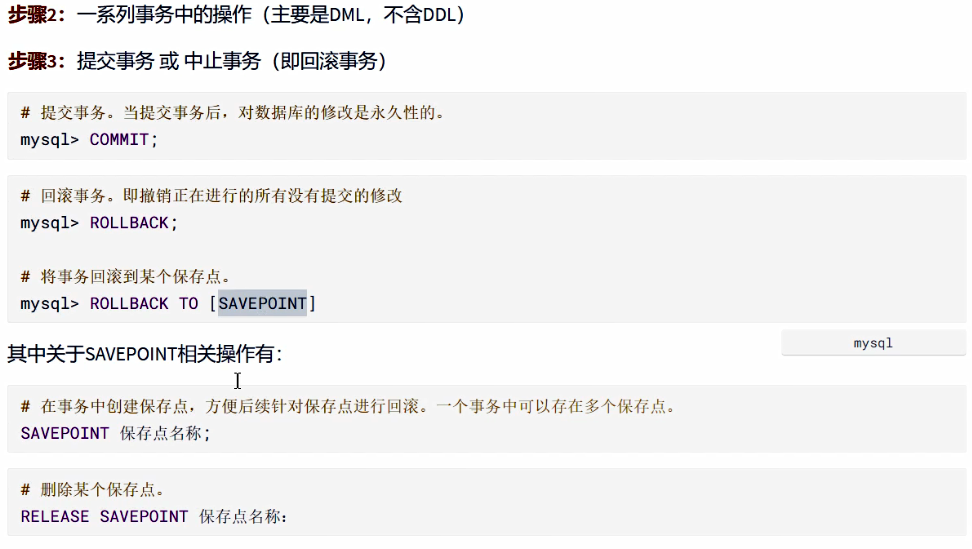 步骤2：一系列事务中的操作（主要是DML，不含DDL）
步骤3：提交事务 或 中止事务（即回滚事务）
# 提交事务。当提交事务后，对数据库的修改是永久性的。
mysql> COMMIT;
# 回滚事务。即撤销正在进行的所有没有提交的修改
mysql> ROLLBACK;
# 将事务回滚到某个保存点。
mysql> ROLLBACK TO [SAVEPOINT]
mysql
其中关于SAVEPOINT相关操作有：
# 在事务中创建保存点，方便后续针对保存点进行回滚。一个事务中可以存在多个保存点。
SAVEPOINT 保存点名称;
# 删除某个保存点。
RELEASE SAVEPOINT 保存点名称: